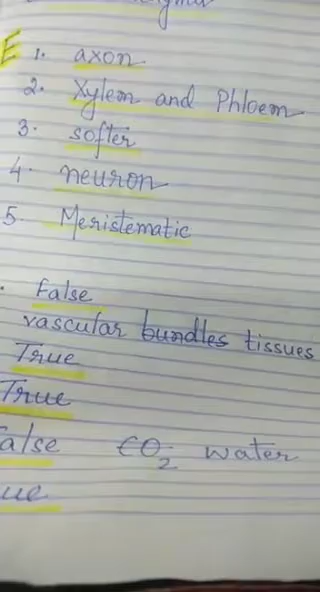 E 1. axon
2. Xylem and Phloem
3. softer
4. neuron
5. Meristematic
. False
vascular bundles tissues
True
True
alse CO2 water
ue